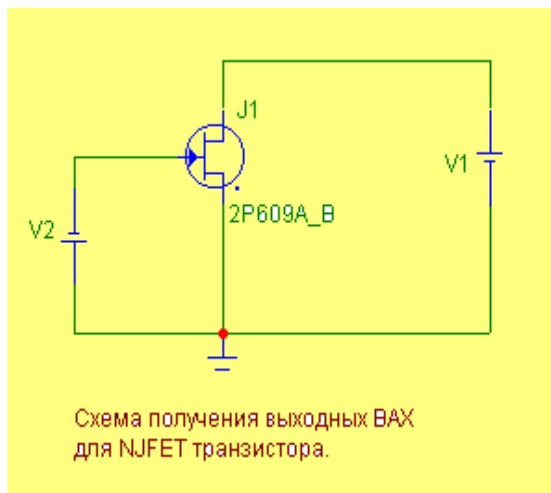 J1
V1
2P609A_B
V2
Схема получения выходных ВАХ
для NJFET транзистора.